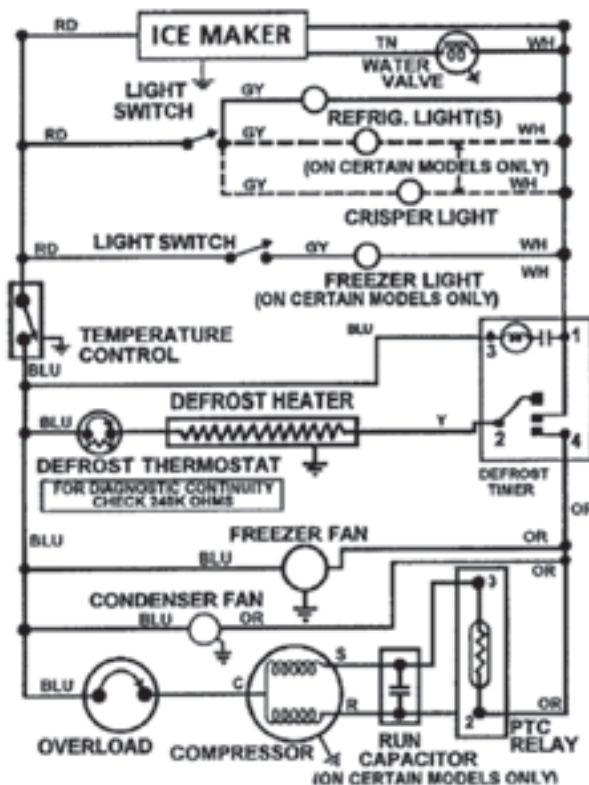 RD
ICE MAKER
TN
WH
WATER
VALVE
LIGHT
SWITCH
GY
REFRIG. LIGHT(S)
RD
GY
WH
(ON CERTAIN MODELS ONLY)
GY
WH
CRISPER LIGHT
RD
LIGHT SWITCH
GY
WH
FREEZER LIGHT
WH
(ON CERTAIN MODELS ONLY)
TEMPERATURE
CONTROL
BLU
BLU
3
1
DEFROST HEATER
BLU
Y
2
4
DEFROST THERMOSTAT
DEFROST
TIMER
FOR DIAGNOSTIC CONTINUITY
CHECK 245K OHMS
OR
FREEZER FAN
BLU
BLU
OR
CONDENSER FAN
OR
BLU
OR
3
S
BLU
C
R
2
OR
OVERLOAD
COMPRESSOR
RUN
CAPACITOR
(ON CERTAIN MODELS ONLY)
PTC
RELAY